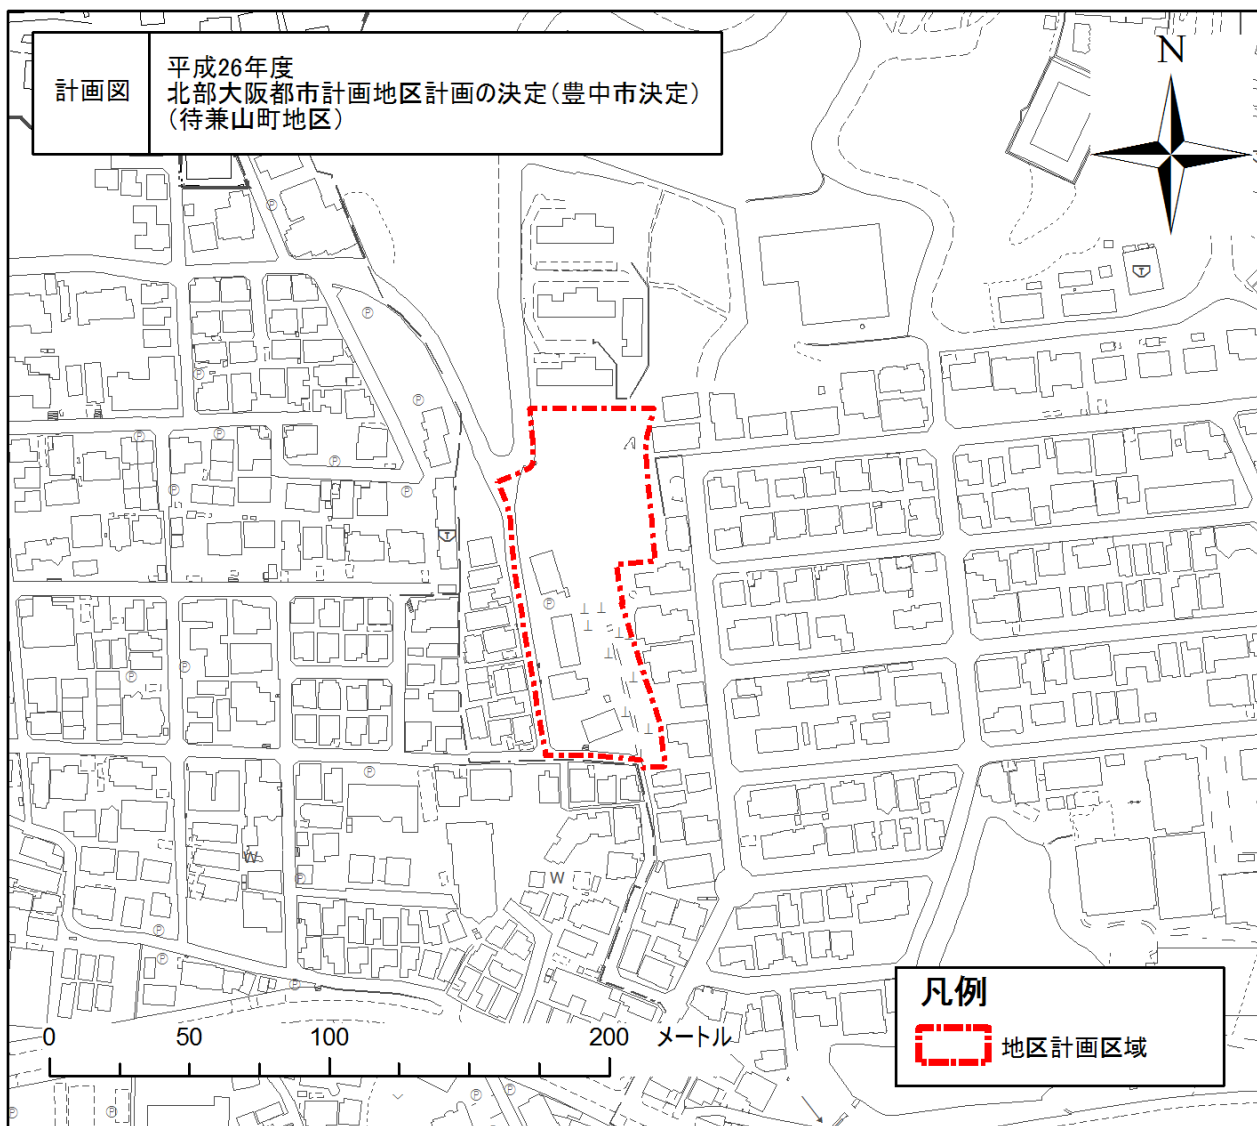 計画図
平成26年度
北部大阪都市計画地区計画の決定(豊中市決定)
(待兼山町地区)
N
W
W
0 50 100 200 メートル
凡例
地区計画区域